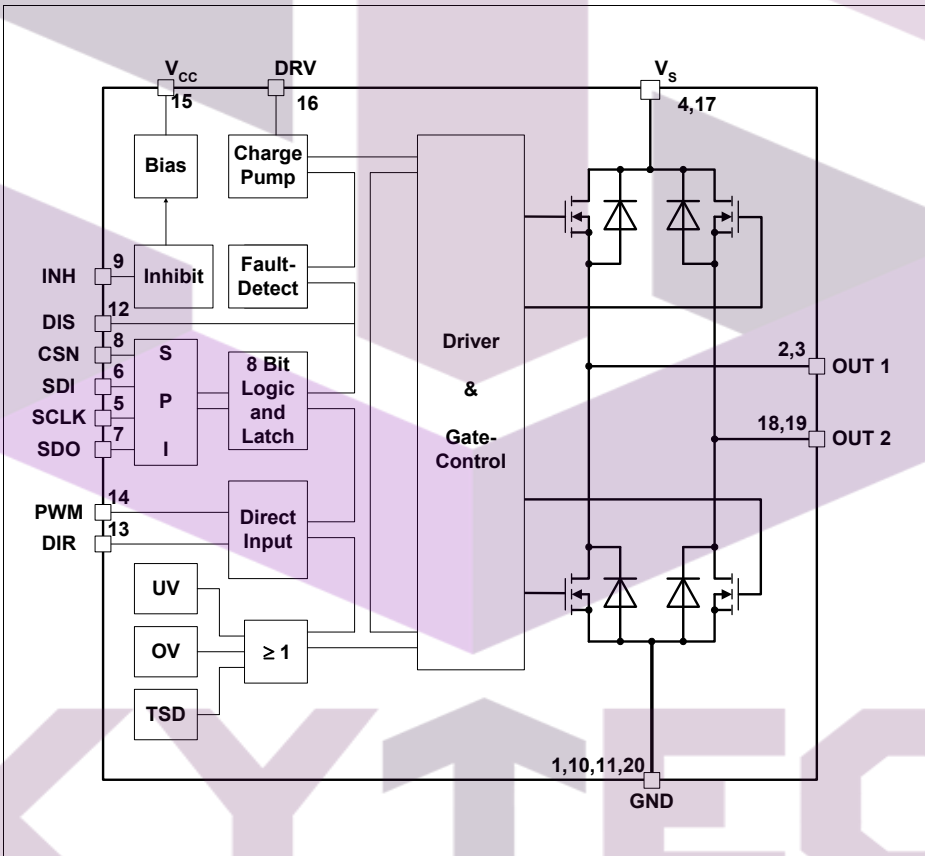 VCC
DRV
VS
15
16
4,17
Bias
Charge
Pump
INH
9
Inhibit
Fault-
Detect
DIS
12
CSN
8
SDI
6
SCLK
5
SDO
7
S
P
I
8 Bit
Logic
and
Latch
Driver
&
Gate-
Control
2,3
OUT 1
18,19
OUT 2
PWM
14
DIR
13
Direct
Input
UV
OV
TSD
≥ 1
1,10,11,20
GND
KYTEC